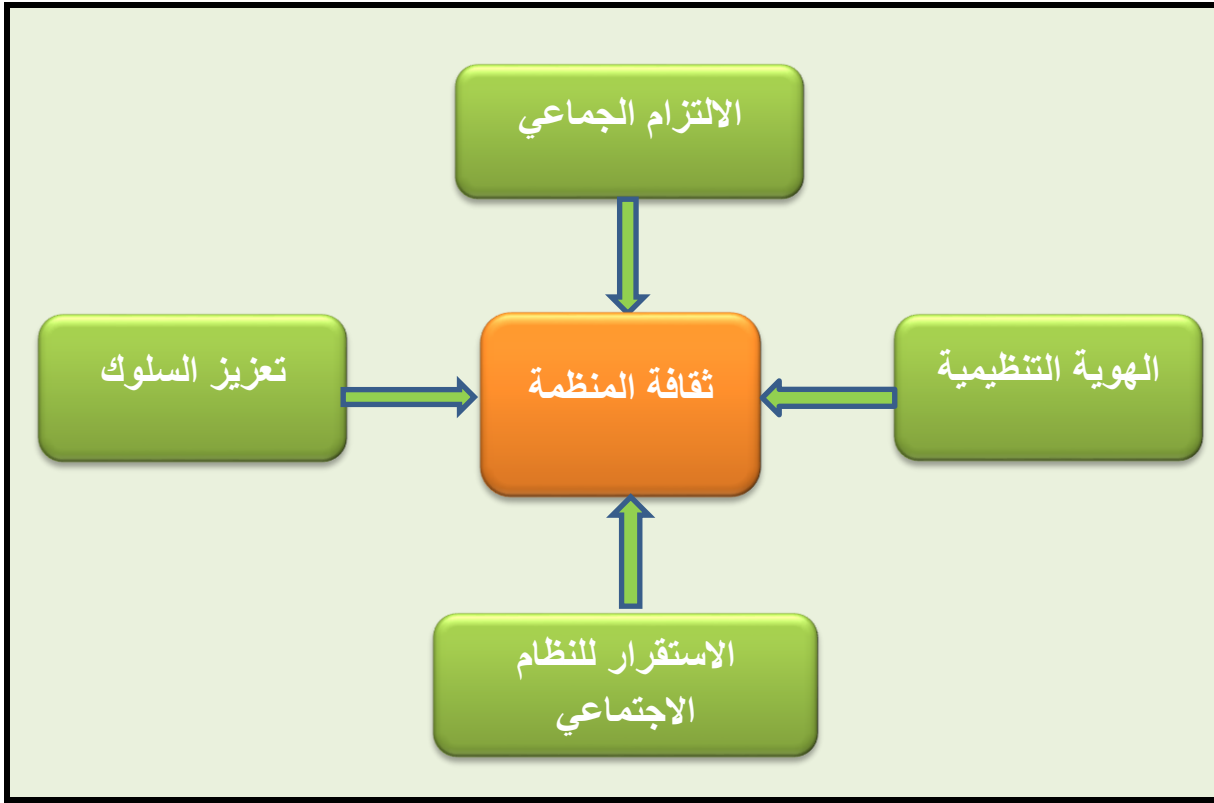 الالتزام الجماعي
الهوية التنظيمية
ثقافة المنظمة
تعزيز السلوك
الاستقرار للنظام
الاجتماعي